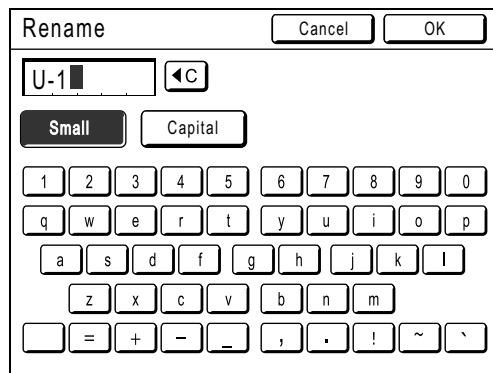 Rename Cancel OK
U-1 ◀C
Small Capital
1 2 3 4 5 6 7 8 9 0
q w e r t y u i o p
a s d f g h j k l
z x c v b n m
= + − _ , . ! ~ `